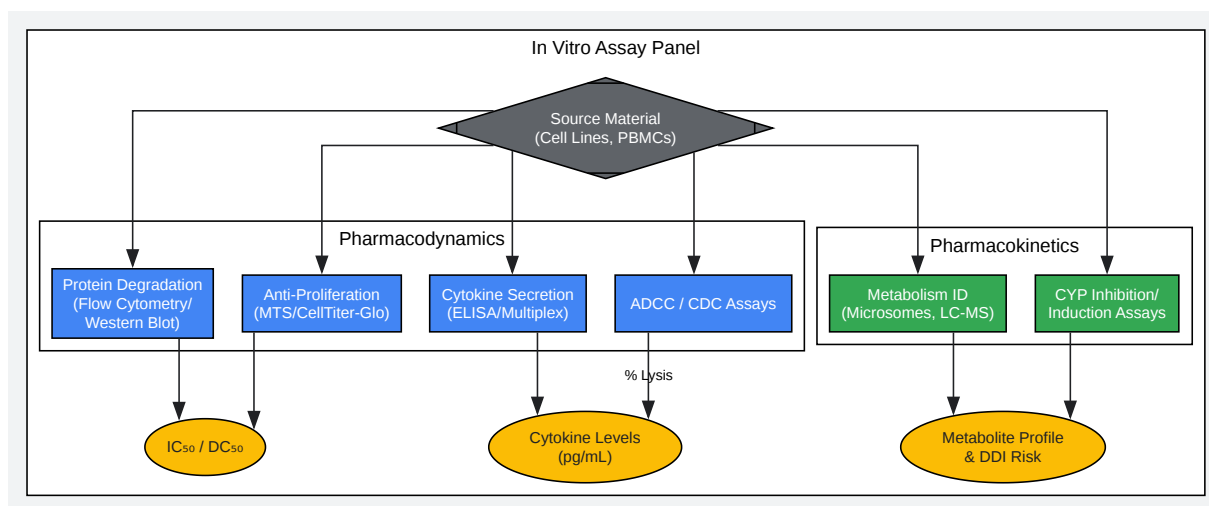 In Vitro Assay Panel
Source Material
(Cell Lines, PBMCs)
Pharmacodynamics
Pharmacokinetics
Protein Degradation
(Flow Cytometry/
Western Blot)
Anti-Proliferation
(MTS/CellTiter-Glo)
Cytokine Secretion
(ELISA/Multiplex)
ADCC / CDC Assays
Metabolism ID
(Microsomes, LC-MS)
CYP Inhibition/
Induction Assays
% Lysis
IC₅₀ / DC₅₀
Cytokine Levels
(pg/mL)
Metabolite Profile
& DDI Risk